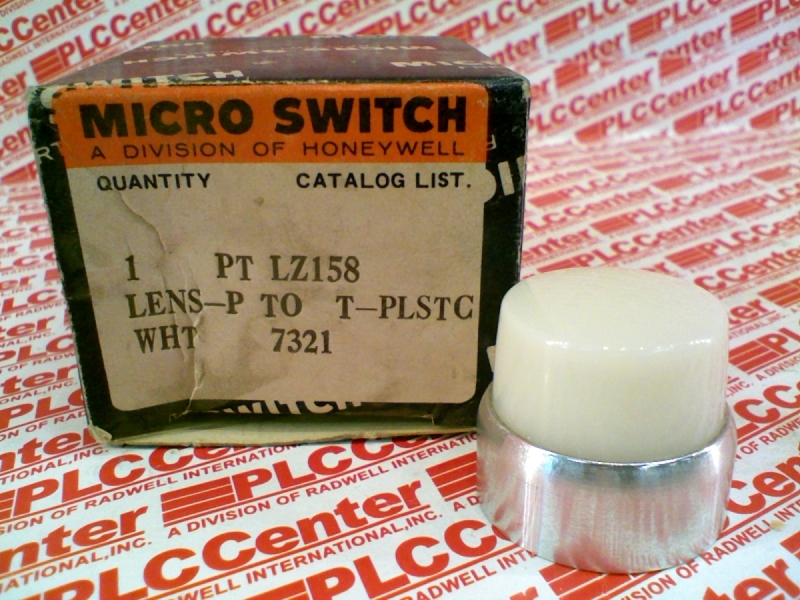 MICRO SWITCH
A DIVISION OF HONEYWELL
QUANTITY CATALOG LIST.
1 PT LZ158
LENS-P TO T-PLSTC
WHT 7321
PLCCenter
A DIVISION OF RADWELL INTERNATIONAL, INC.